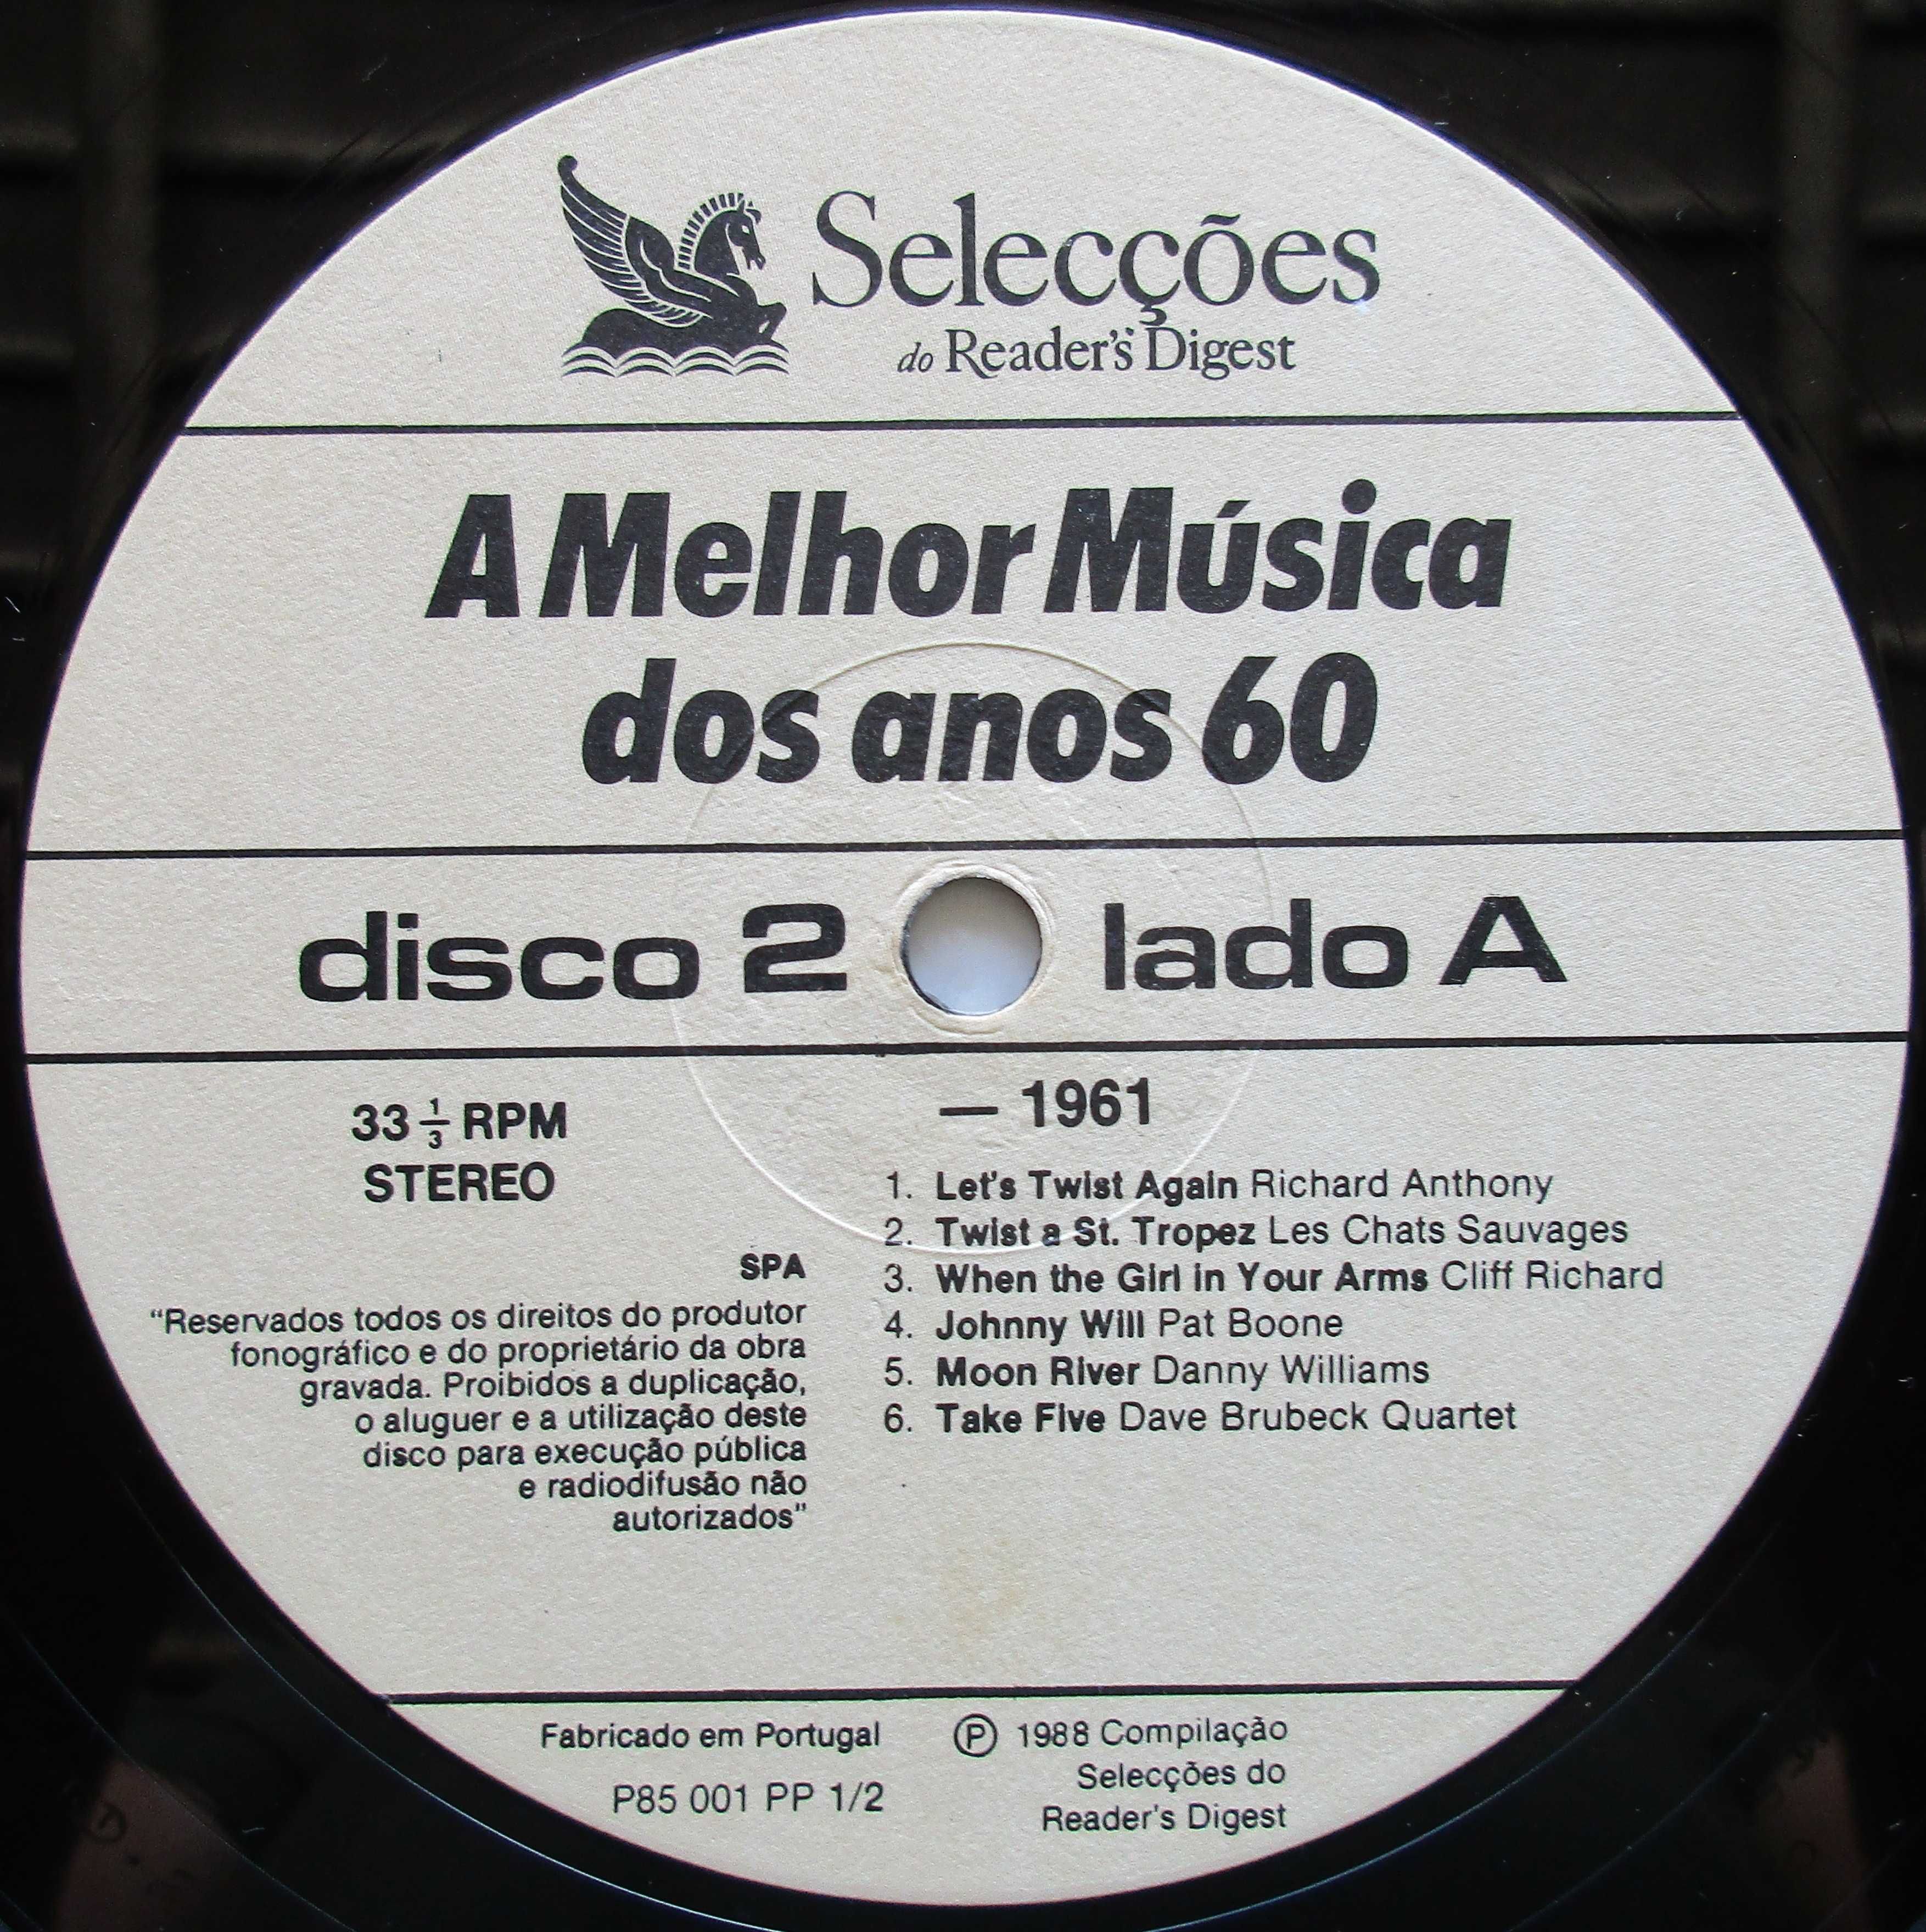 Selecções
do Reader's Digest
A Melhor Música
dos anos 60
disco 2 lado A
33 1/3 RPM
STEREO
SPA
“Reservados todos os direitos do produtor
fonográfico e do proprietário da obra
gravada. Proibidos a duplicação,
o aluguer e a utilização deste
disco para execução pública
e radiodifusão não
autorizados”
— 1961
1. Let's Twist Again Richard Anthony
2. Twist a St. Tropez Les Chats Sauvages
3. When the Girl in Your Arms Cliff Richard
4. Johnny Will Pat Boone
5. Moon River Danny Williams
6. Take Five Dave Brubeck Quartet
Fabricado em Portugal
P85 001 PP 1/2
Ⓟ 1988 Compilação
Selecções do
Reader's Digest